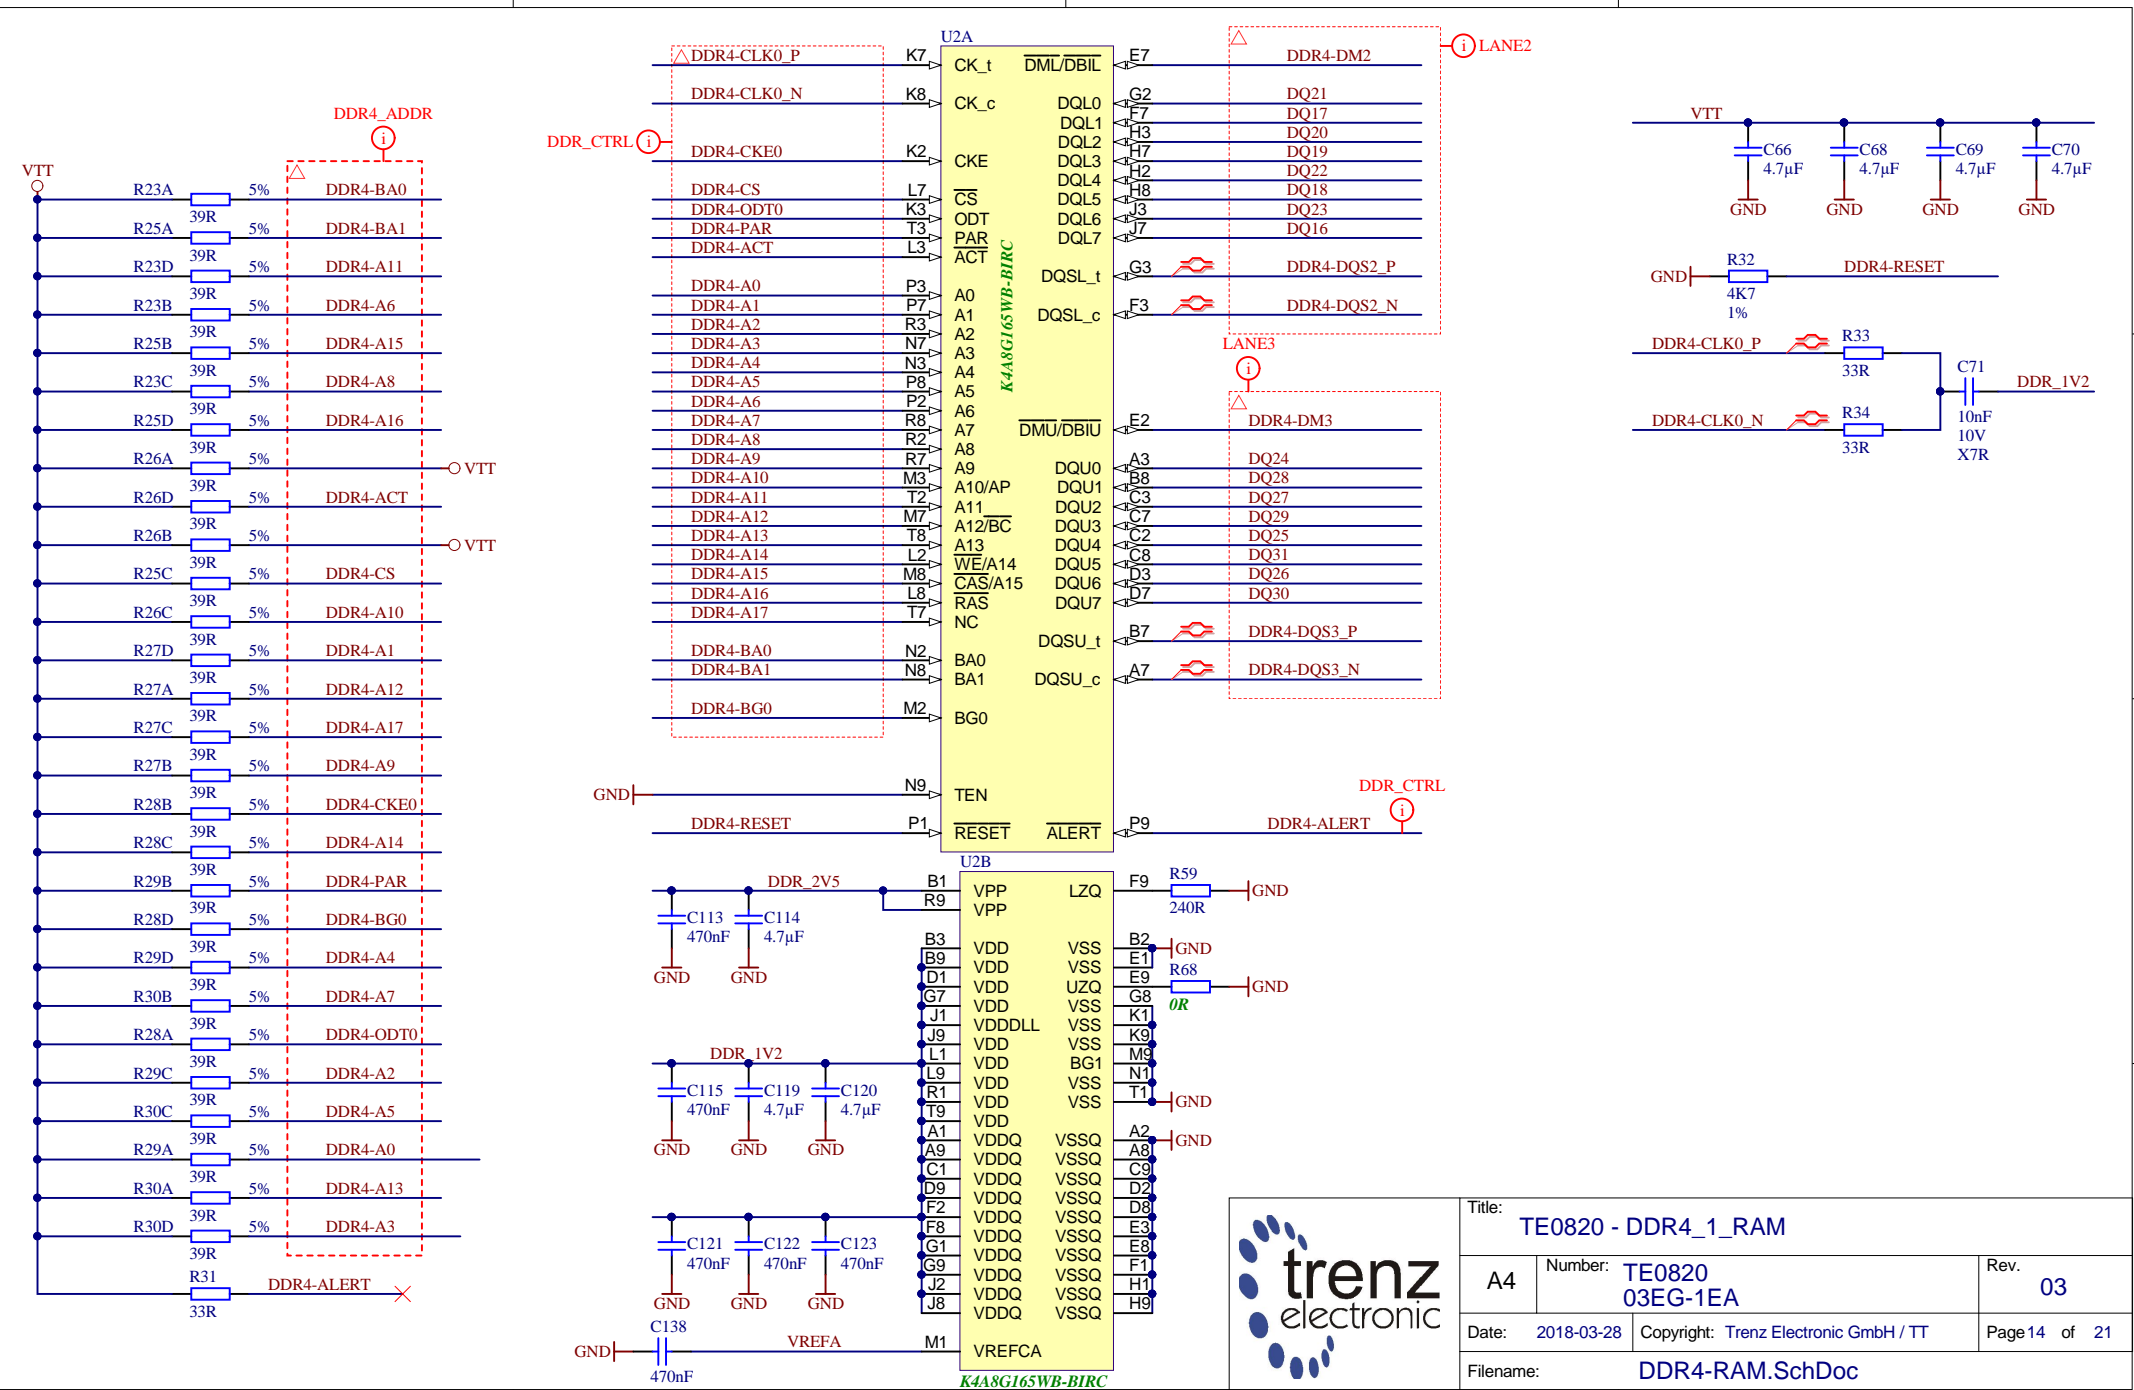 VTT
DDR4_ADDR
i
R23A 5% DDR4-BA0
39R
R25A 5% DDR4-BA1
39R
R23D 5% DDR4-A11
39R
R23B 5% DDR4-A6
39R
R25B 5% DDR4-A15
39R
R23C 5% DDR4-A8
39R
R25D 5% DDR4-A16
39R
R26A 5% VTT
39R
R26D 5% DDR4-ACT
39R
R26B 5% VTT
39R
R25C 5% DDR4-CS
39R
R26C 5% DDR4-A10
39R
R27D 5% DDR4-A1
39R
R27A 5% DDR4-A12
39R
R27C 5% DDR4-A17
39R
R27B 5% DDR4-A9
39R
R28B 5% DDR4-CKE0
39R
R28C 5% DDR4-A14
39R
R29B 5% DDR4-PAR
39R
R28D 5% DDR4-BG0
39R
R29D 5% DDR4-A4
39R
R30B 5% DDR4-A7
39R
R28A 5% DDR4-ODT0
39R
R29C 5% DDR4-A2
39R
R30C 5% DDR4-A5
39R
R29A 5% DDR4-A0
39R
R30A 5% DDR4-A13
39R
R30D 5% DDR4-A3
39R
R31 DDR4-ALERT
33R
U2A
DDR_CTRL i
DDR4-CLK0_P K7 CK_t
DDR4-CLK0_N K8 CK_c
DDR4-CKE0 K2 CKE
DDR4-CS L7 CS
DDR4-ODT0 K3 ODT
DDR4-PAR T3 PAR
DDR4-ACT L3 ACT
DDR4-A0 P3 A0
DDR4-A1 P7 A1
DDR4-A2 R3 A2
DDR4-A3 N7 A3
DDR4-A4 N3 A4
DDR4-A5 P8 A5
DDR4-A6 P2 A6
DDR4-A7 R8 A7
DDR4-A8 R2 A8
DDR4-A9 R7 A9
DDR4-A10 M3 A10/AP
DDR4-A11 T2 A11
DDR4-A12 M7 A12/BC
DDR4-A13 T8 A13
DDR4-A14 L2 WE/A14
DDR4-A15 M8 CAS/A15
DDR4-A16 L8 RAS
DDR4-A17 T7 NC
DDR4-BA0 N2 BA0
DDR4-BA1 N8 BA1
DDR4-BG0 M2 BG0
GND N9 TEN
DDR4-RESET P1 RESET
K4A8G165WB-BIRC
i LANE2
DML/DBIL E7 DDR4-DM2
DQL0 G2 DQ21
DQL1 F7 DQ17
DQL2 H3 DQ20
DQL3 H7 DQ19
DQL4 H2 DQ22
DQL5 H8 DQ18
DQL6 J3 DQ23
DQL7 J7 DQ16
DQSL_t G3 DDR4-DQS2_P
DQSL_c F3 DDR4-DQS2_N
LANE3
i
DMU/DBIU E2 DDR4-DM3
DQU0 A3 DQ24
DQU1 B8 DQ28
DQU2 C3 DQ27
DQU3 C7 DQ29
DQU4 C2 DQ25
DQU5 C8 DQ31
DQU6 D3 DQ26
DQU7 D7 DQ30
DQSU_t B7 DDR4-DQS3_P
DQSU_c A7 DDR4-DQS3_N
DDR_CTRL
i
ALERT P9 DDR4-ALERT
U2B
DDR_2V5 B1 VPP
R9 VPP
C113 C114
470nF 4.7µF
GND GND
B3 VDD
B9 VDD
D1 VDD
G7 VDD
J1 VDDDLL
J9 VDD
DDR_1V2 L1 VDD
L9 VDD
R1 VDD
T9 VDD
C115 C119 C120
470nF 4.7µF 4.7µF
GND GND GND
A1 VDDQ
A9 VDDQ
C1 VDDQ
D9 VDDQ
F2 VDDQ
F8 VDDQ
G1 VDDQ
G9 VDDQ
J2 VDDQ
J8 VDDQ
C121 C122 C123
470nF 470nF 470nF
GND GND GND
C138
GND VREFA M1 VREFCA
470nF
K4A8G165WB-BIRC
LZQ F9 R59 GND
240R
VSS B2 GND
VSS E1
UZQ E9 R68 GND
0R
VSS G8
VSS K1
VSS K9
BG1 M9
VSS N1
VSS T1 GND
VSSQ A2 GND
VSSQ A8
VSSQ C9
VSSQ D2
VSSQ D8
VSSQ E3
VSSQ E8
VSSQ F1
VSSQ H1
VSSQ H9
VTT
C66 C68 C69 C70
4.7µF 4.7µF 4.7µF 4.7µF
GND GND GND GND
GND R32 DDR4-RESET
4K7
1%
DDR4-CLK0_P R33
33R
C71 DDR_1V2
10nF
10V
X7R
DDR4-CLK0_N R34
33R
trenz
electronic
Title:
TE0820 - DDR4_1_RAM
A4 Number: TE0820
03EG-1EA
Rev.
03
Date: 2018-03-28 Copyright: Trenz Electronic GmbH / TT Page 14 of 21
Filename: DDR4-RAM.SchDoc